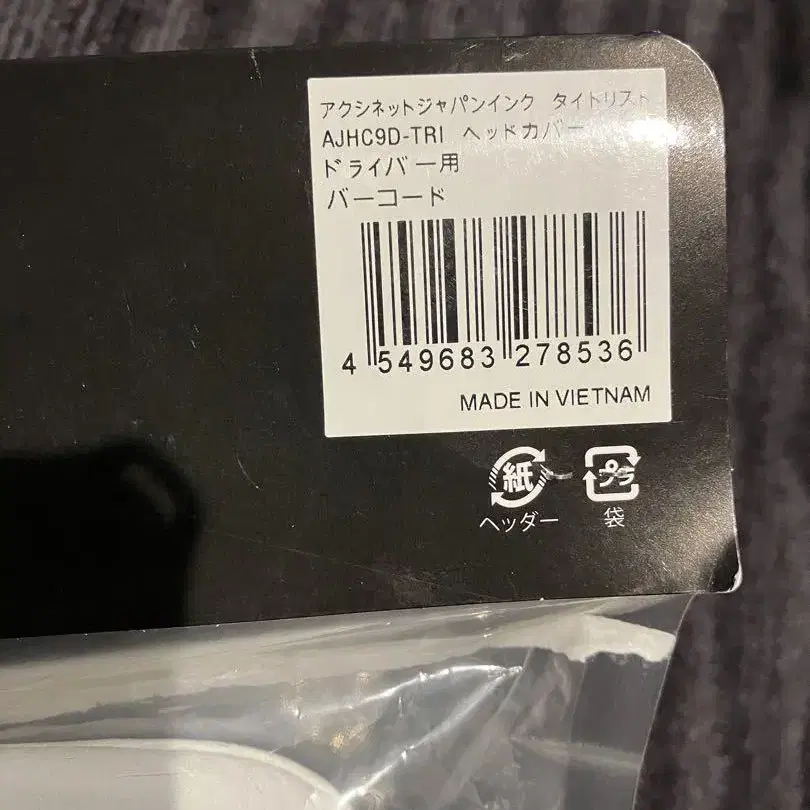 アクシネットジャパンインク タイトリスト
AJHC9D-TRI ヘッドカバー
ドライバー用
バーコード
4 549683 278536
MADE IN VIETNAM
紙 プラ
ヘッダー 袋